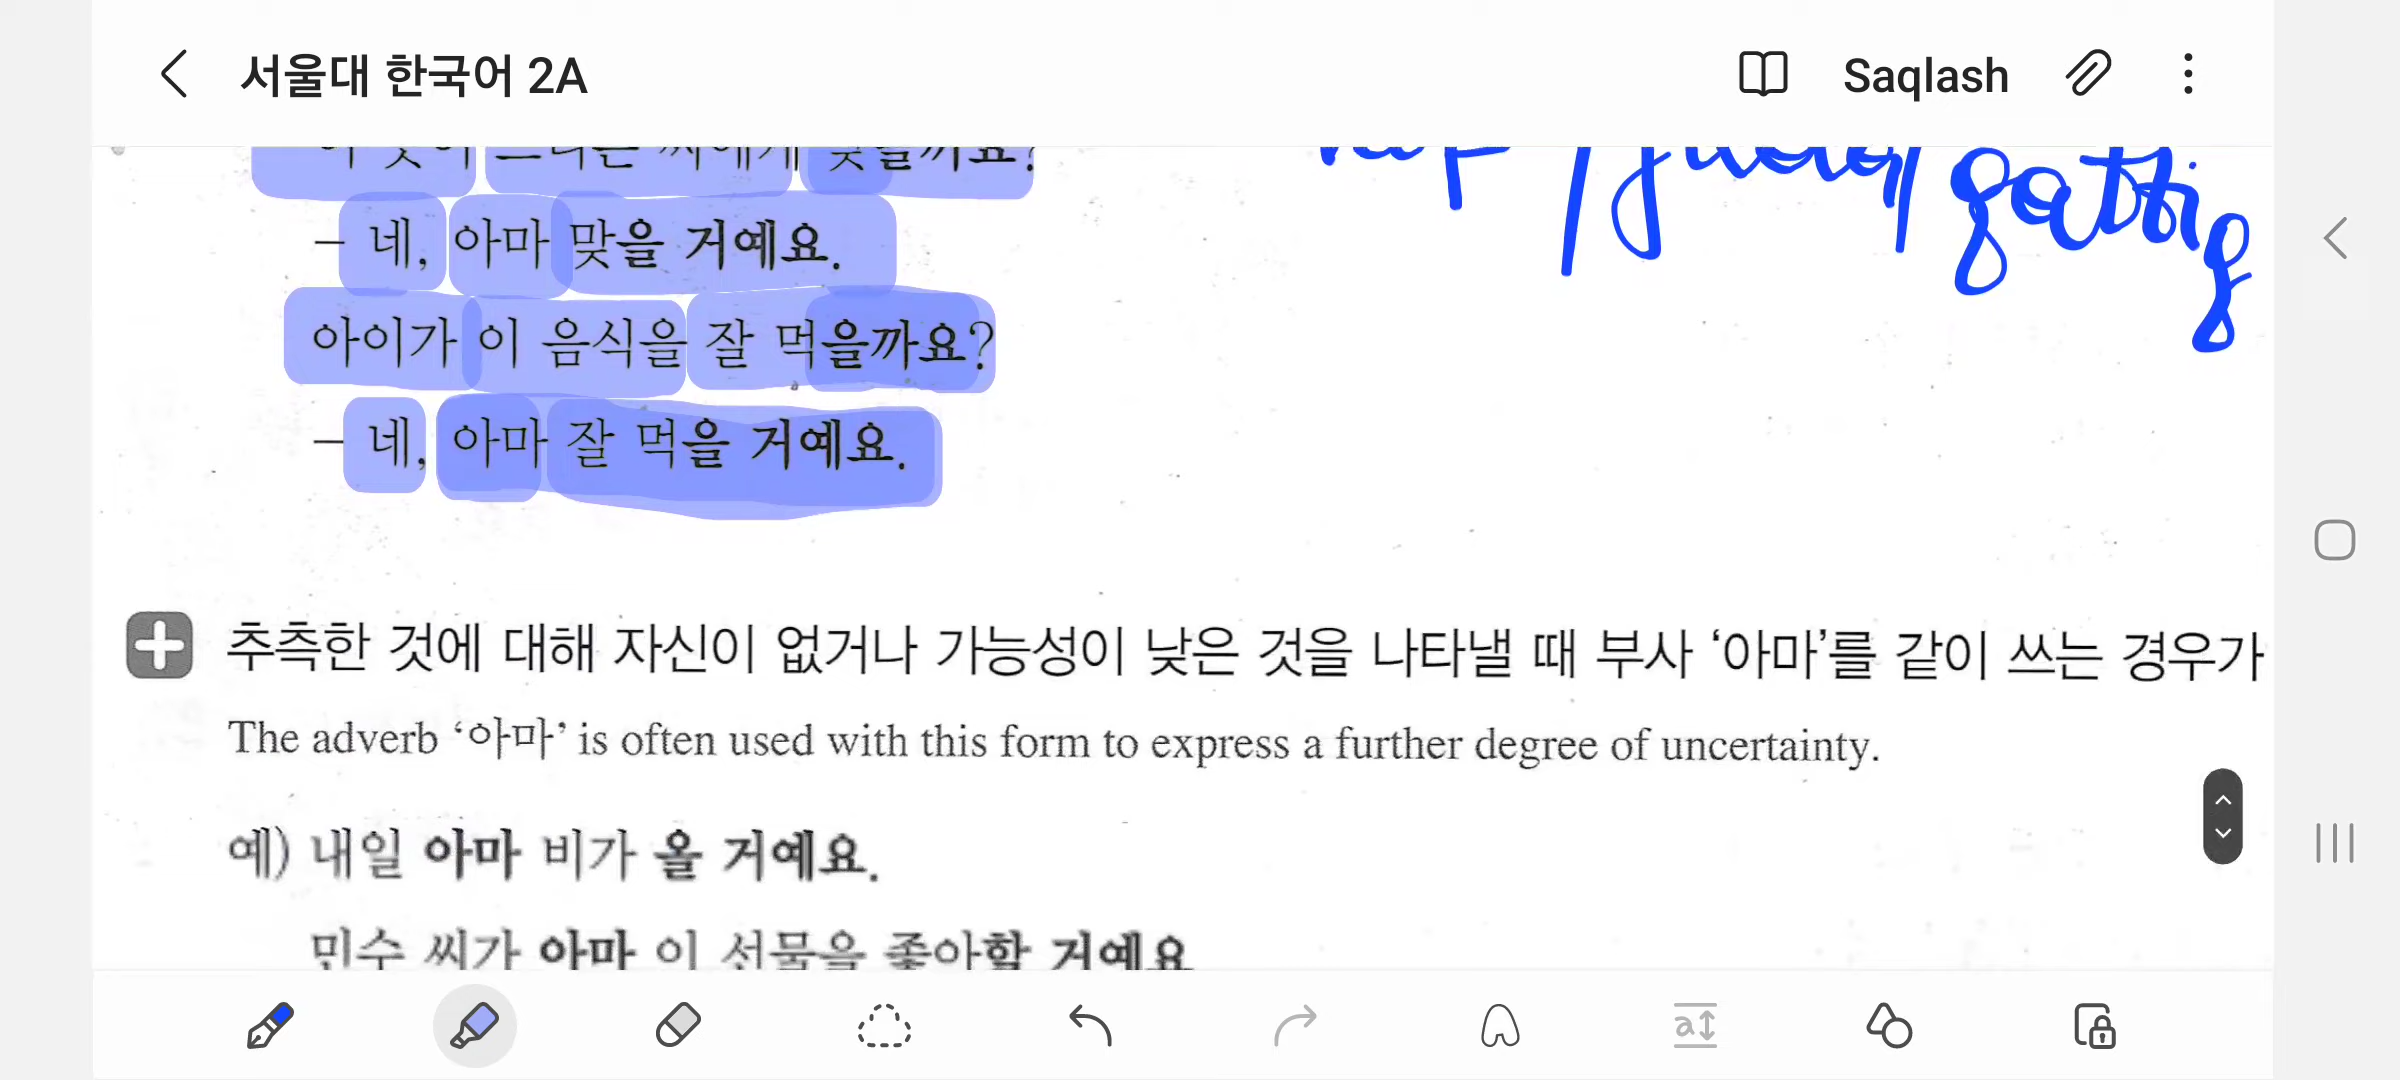 서울대 한국어 2A
Saqlash
– 네, 아마 맞을 거예요.
아이가 이 음식을 잘 먹을까요?
– 네, 아마 잘 먹을 거예요.
추측한 것에 대해 자신이 없거나 가능성이 낮은 것을 나타낼 때 부사 ‘아마’를 같이 쓰는 경우가
The adverb ‘아마’ is often used with this form to express a further degree of uncertainty.
예) 내일 아마 비가 올 거예요.
민수 씨가 아마 이 선물을 좋아할 거예요